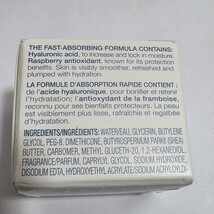 THE FAST-ABSORBING FORMULA CONTAINS:
Hyaluronic acid, to increase and lock in moisture.
Raspberry antioxidant, known for its protection
benefits. Skin is visibly smoother, refreshed and
plumped with hydration.
LA FORMULE D'ABSORPTION RAPIDE CONTIENT :
de l'acide hyaluronique, pour bonifier et retenir
l'hydratation; l'antioxydant de la framboise,
reconnu pour ses propriétés protectrices. La peau
est visiblement plus lisse, rafraîchie et regorgeante
d'hydratation.
INGREDIENTS/INGRÉDIENTS: WATER/EAU, GLYCERIN, BUTYLENE
GLYCOL, PEG-8, DIMETHICONE, BUTYROSPERMUM PARKII (SHEA)
BUTTER, CARBOMER, METHYL GLUCETH-20, 1,2-HEXANEDIOL,
FRAGRANCE/PARFUM, CAPRYLYL GLYCOL, SODIUM HYDROXIDE,
DISODIUM EDTA, HYDROXYETHYL ACRYLATE/SODIUM ACRYLOYLDI-